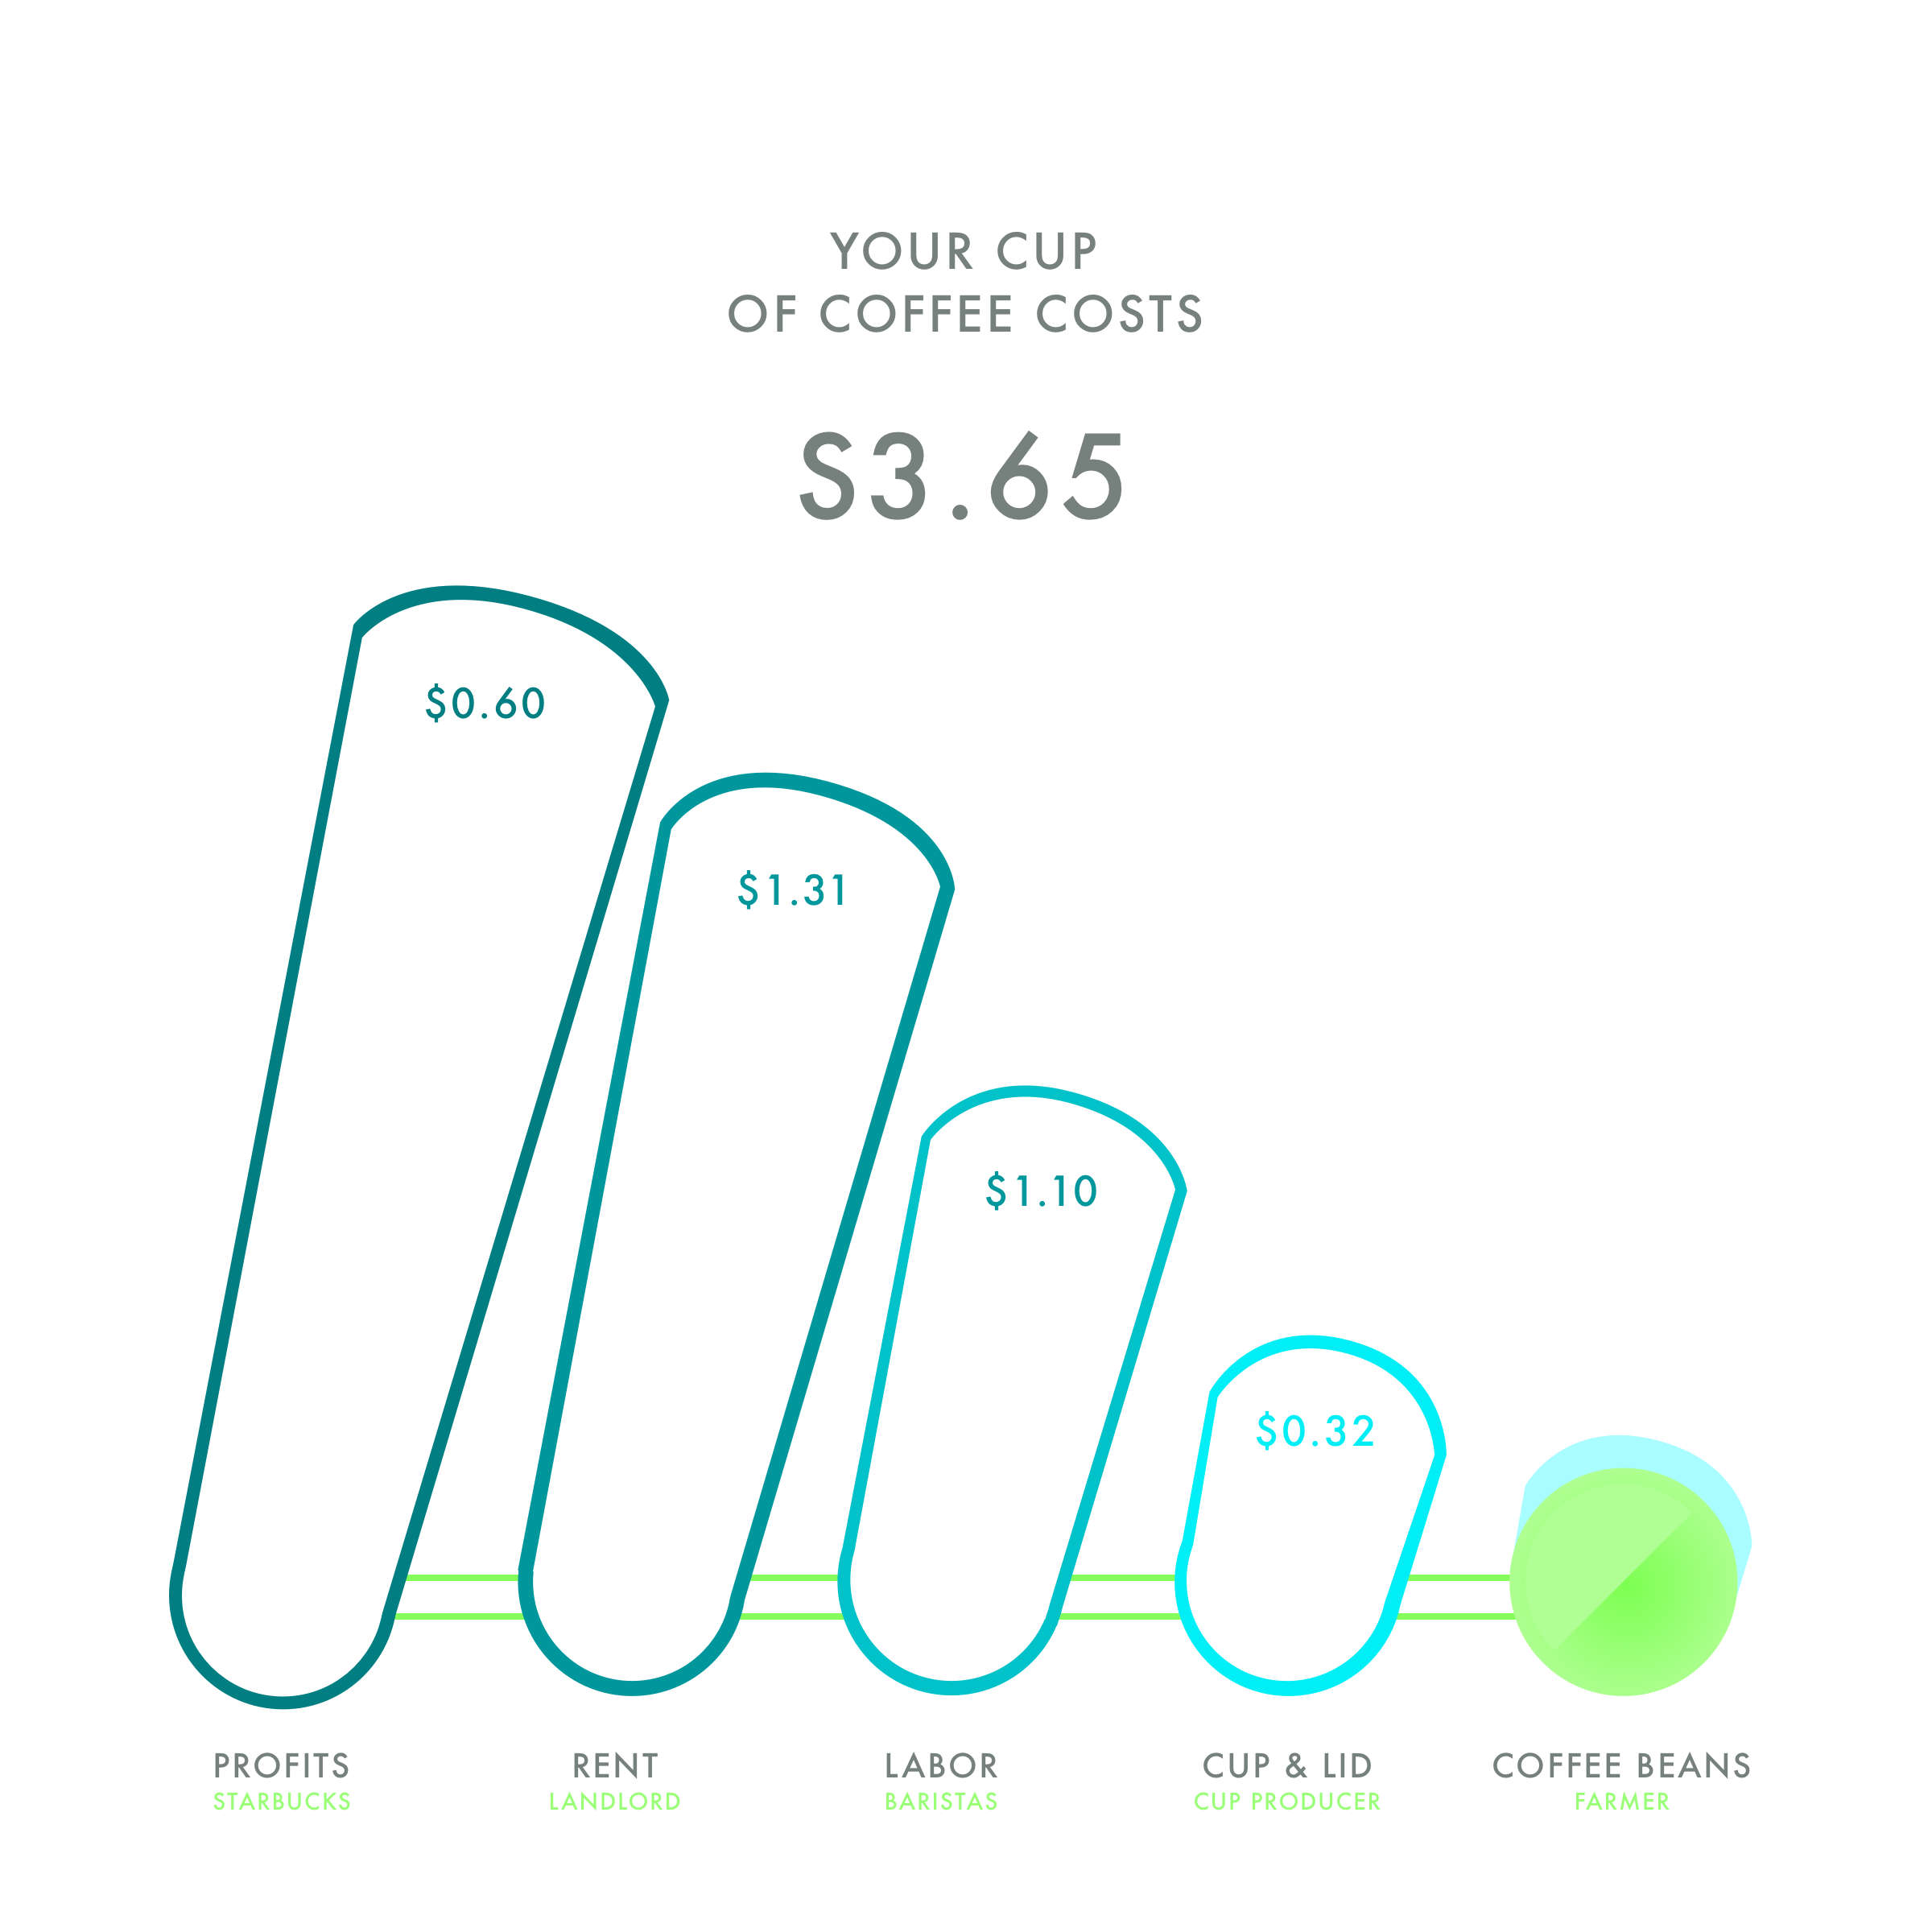 YOUR CUP
OF COFFEE COSTS
$3.65
$0.60
$1.31
$1.10
$0.32
PROFITS
STARBUCKS
RENT
LANDLORD
LABOR
BARISTAS
CUP & LID
CUP PRODUCER
COFFEE BEANS
FARMER